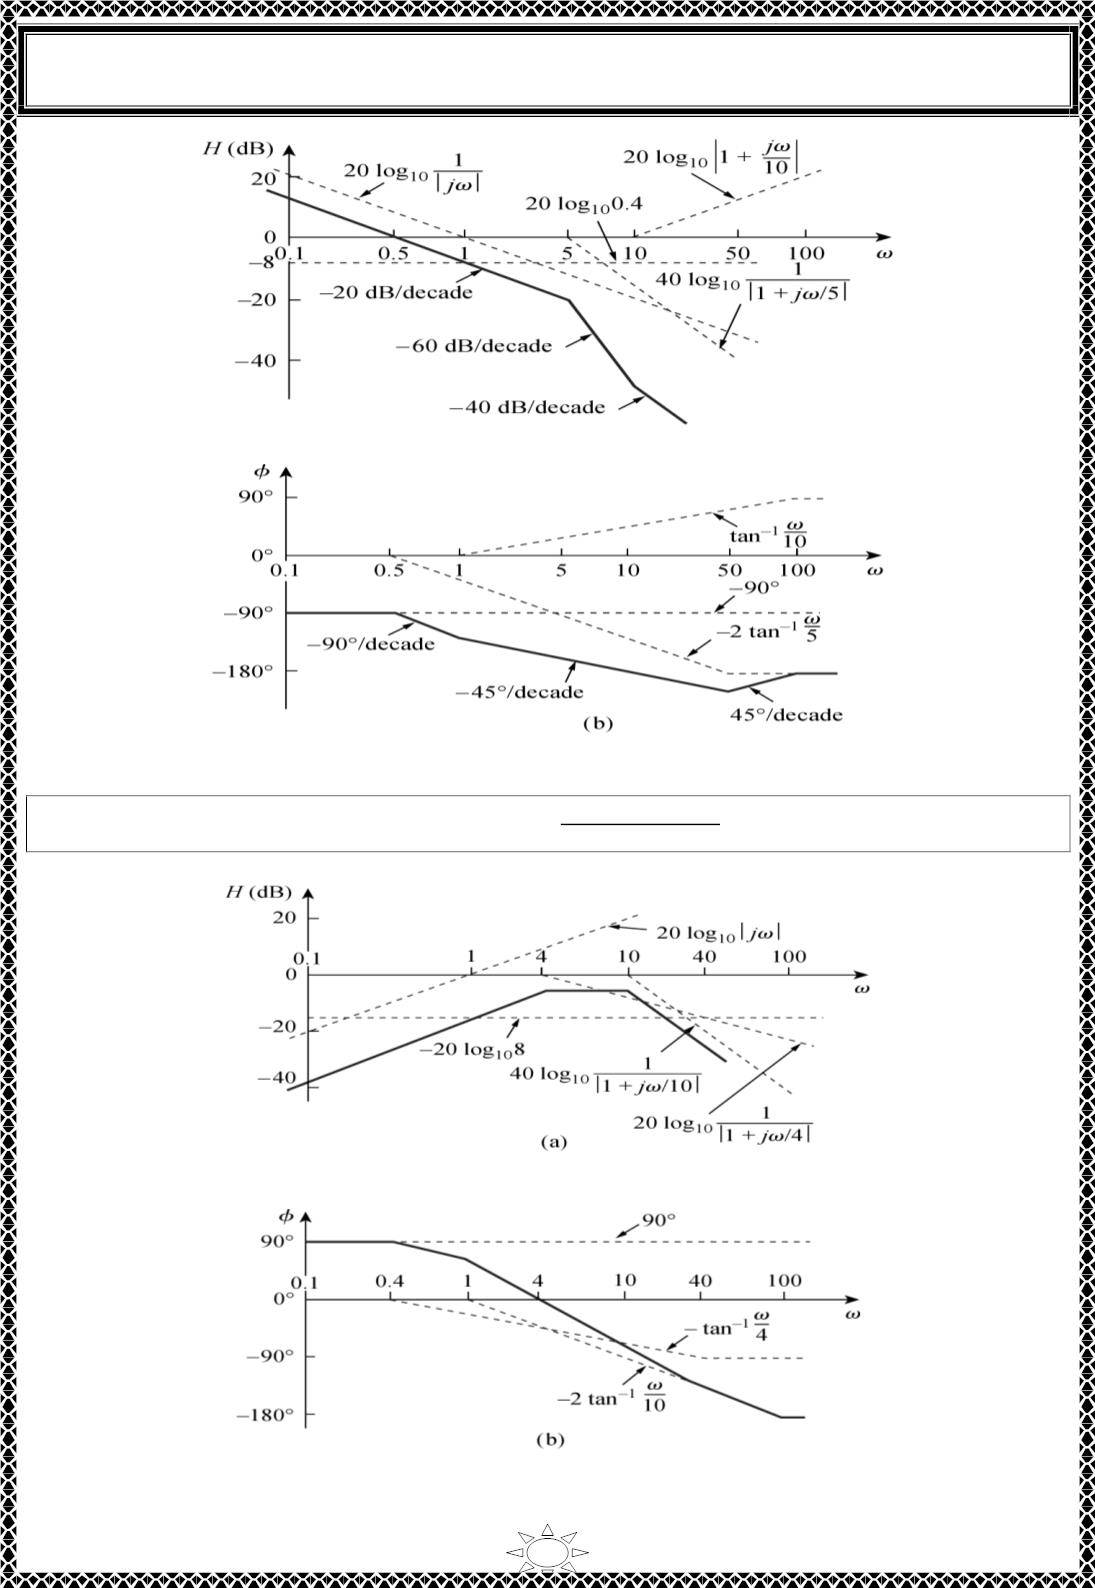 H (dB)
20 log10 1/|jω|
20 log10 |1 + jω/10|
20
20 log10 0.4
0
0.1 0.5 1 5 10 50 100 ω
−8
40 log10 1/|1 + jω/5|
−20 dB/decade
−20
−60 dB/decade
−40
−40 dB/decade
ϕ
90°
tan−1 ω/10
0°
0.1 0.5 1 5 10 50 100 ω
−90°
−90°
−2 tan−1 ω/5
−90°/decade
−180°
−45°/decade
45°/decade
(b)
H (dB)
20
20 log10 |jω|
0.1 1 4 10 40 100
0
ω
−20
−20 log10 8
40 log10 1/|1 + jω/10|
−40
20 log10 1/|1 + jω/4|
(a)
ϕ
90°
90°
0.1 0.4 1 4 10 40 100
0°
ω
− tan−1 ω/4
−90°
−2 tan−1 ω/10
−180°
(b)